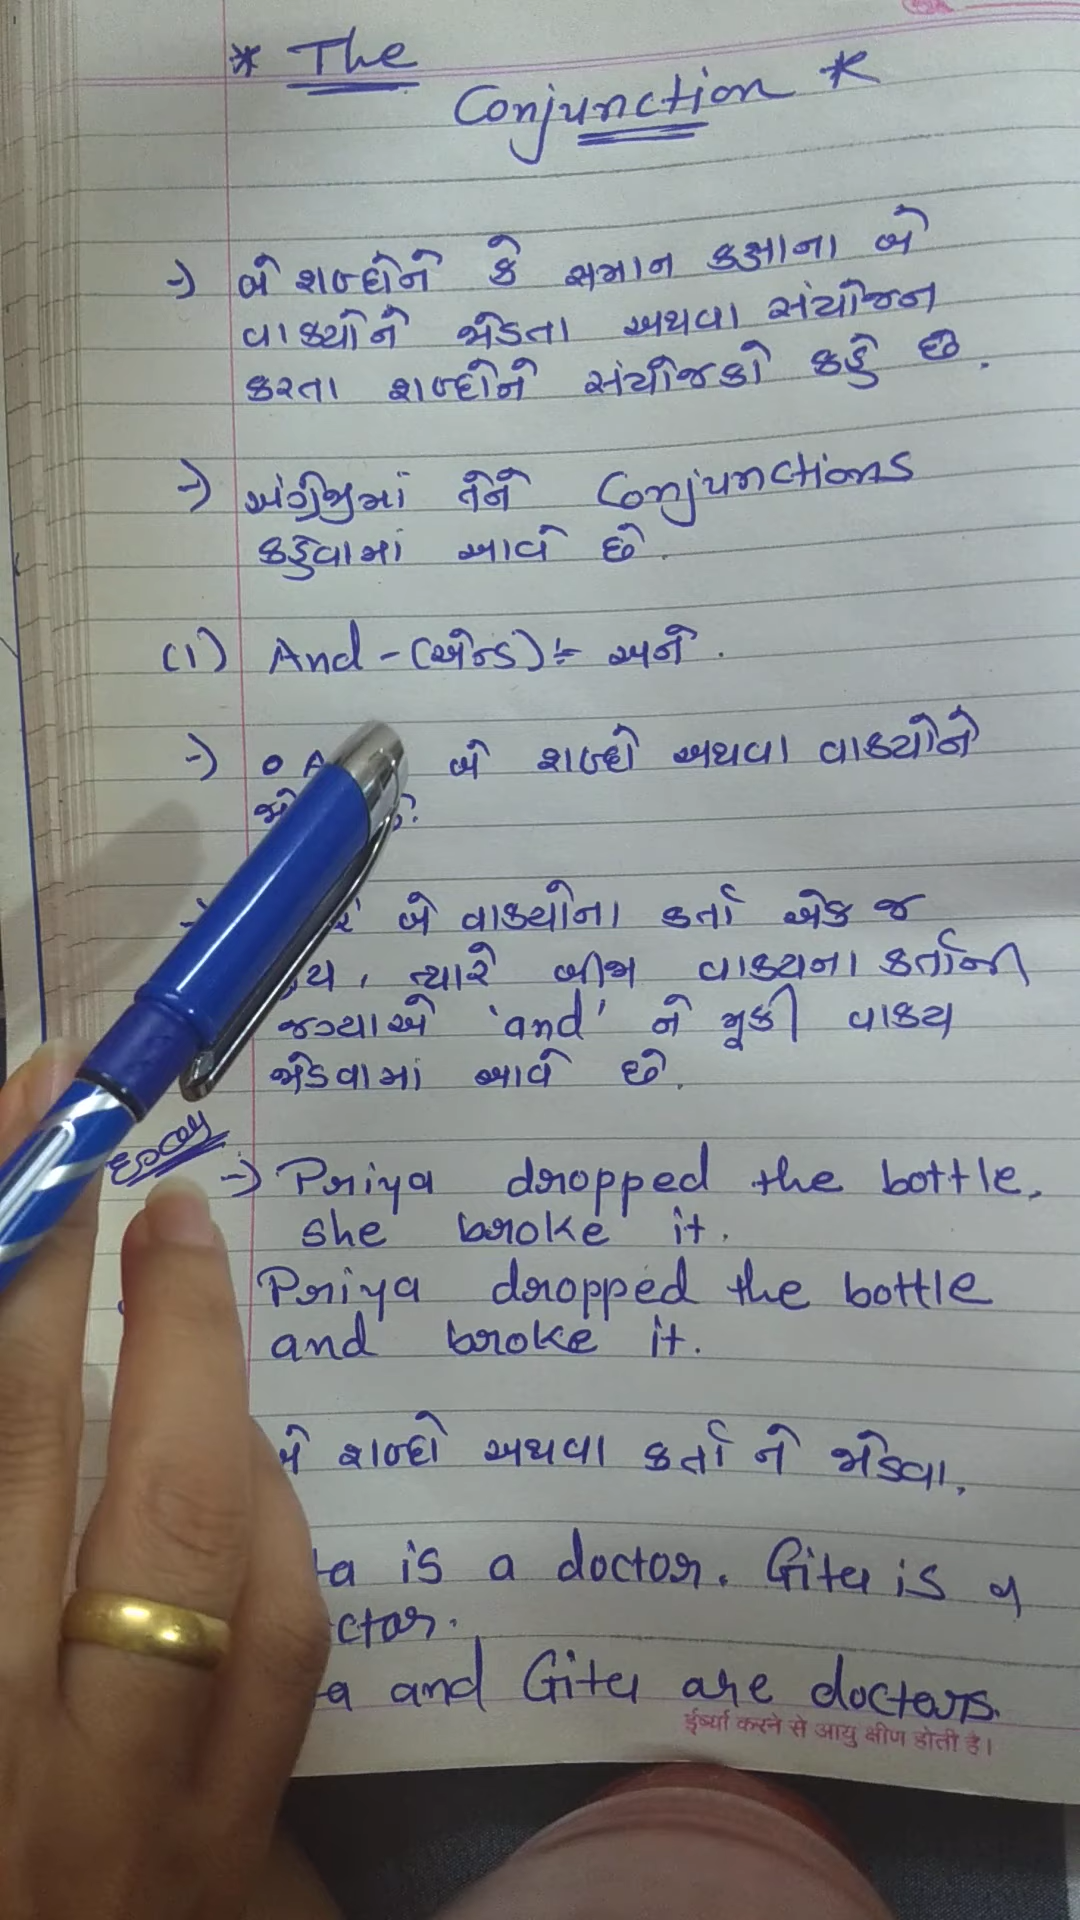 * The
Conjunction *
→ બે શબ્દોને કે સમાન કક્ષાના બે
વાક્યોને જોડતા અથવા સંયોજન
કરતા શબ્દોને સંયોજકો કહે છે.
→ અંગ્રેજીમાં તેને Conjunctions
કહેવામાં આવે છે.
(1) And - (એન્ડ) :- અને.
→ બે શબ્દો અથવા વાક્યોને
બે વાક્યોના કર્તા એક જ
ત્યારે બીજા વાક્યના કર્તાની
જગ્યાએ 'and' ને મૂકી વાક્ય
જોડવામાં આવે છે.
→ Priya dropped the bottle.
she broke it.
Priya dropped the bottle
and broke it.
શબ્દો અથવા કર્તા ને જોડવા.
is a doctor. Gita is a
and Gita are doctors.
ईर्ष्या करने से आयु क्षीण होती है।